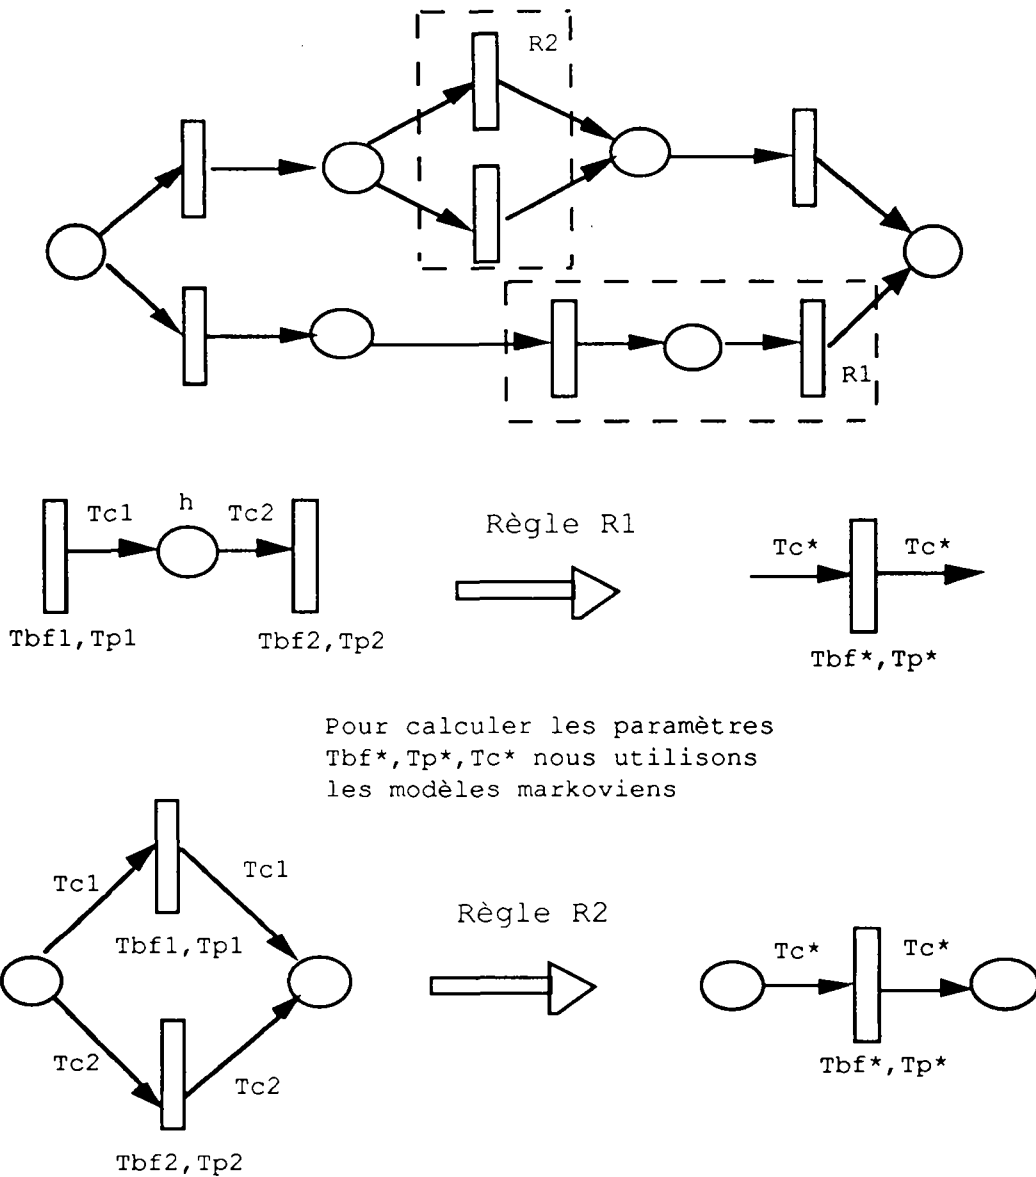 R2
R1
Tc1
h
Tc2
Tbf1,Tp1
Tbf2,Tp2
Règle R1
Tc*
Tc*
Tbf*,Tp*
Pour calculer les paramètres
Tbf*,Tp*,Tc* nous utilisons
les modèles markoviens
Tc1
Tc1
Tbf1,Tp1
Tc2
Tc2
Tbf2,Tp2
Règle R2
Tc*
Tc*
Tbf*,Tp*